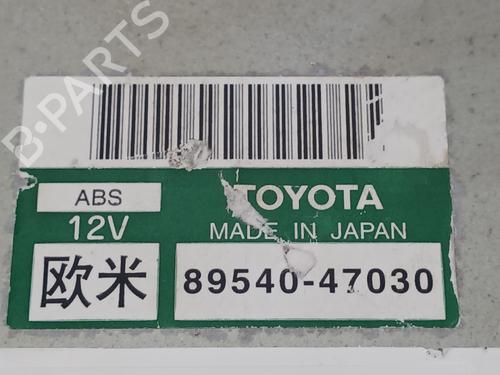 B-PARTS
ABS
TOYOTA
12V
MADE IN JAPAN
欧米
89540-47030